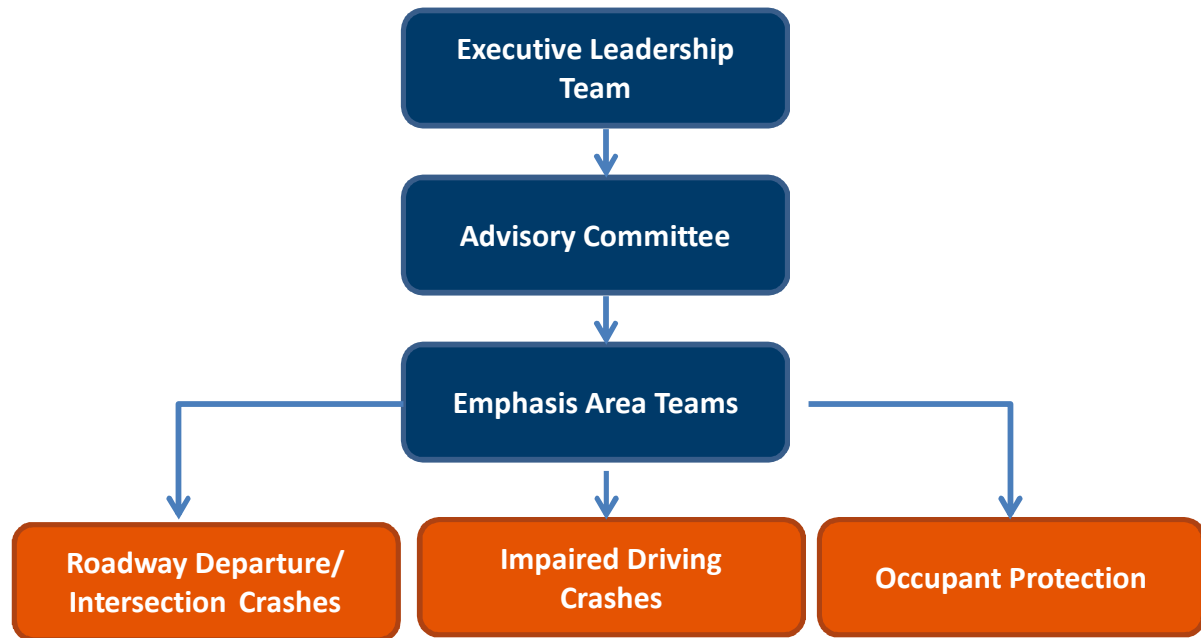 Executive Leadership
Team
Advisory Committee
Emphasis Area Teams
Roadway Departure/
Intersection Crashes
Impaired Driving
Crashes
Occupant Protection